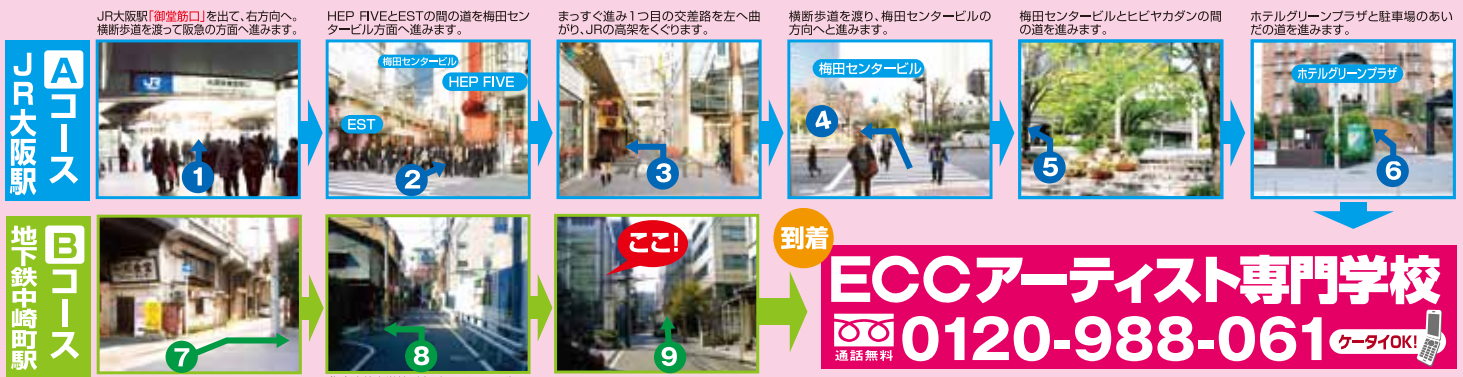 JR大阪駅「御堂筋口」を出て、右方向へ。
横断歩道を渡って阪急の方面へ進みます。
HEP FIVEとESTの間の道を梅田セン
タービル方面へ進みます。
まっすぐ進み1つ目の交差路を左へ曲
がり、JRの高架をくぐります。
横断歩道を渡り、梅田センタービルの
方向へと進みます。
梅田センタービルとヒビヤカダンの間
の道を進みます。
ホテルグリーンプラザと駐車場のあい
だの道を進みます。
Aコース
JR大阪駅
JR
1
梅田センタービル
HEP FIVE
EST
2
3
梅田センタービル
4
5
ホテルグリーンプラザ
6
Bコース
地下鉄中崎町駅
7
8
ここ!
9
到着
ECCアーティスト専門学校
通話無料
0120-988-061
ケータイOK!